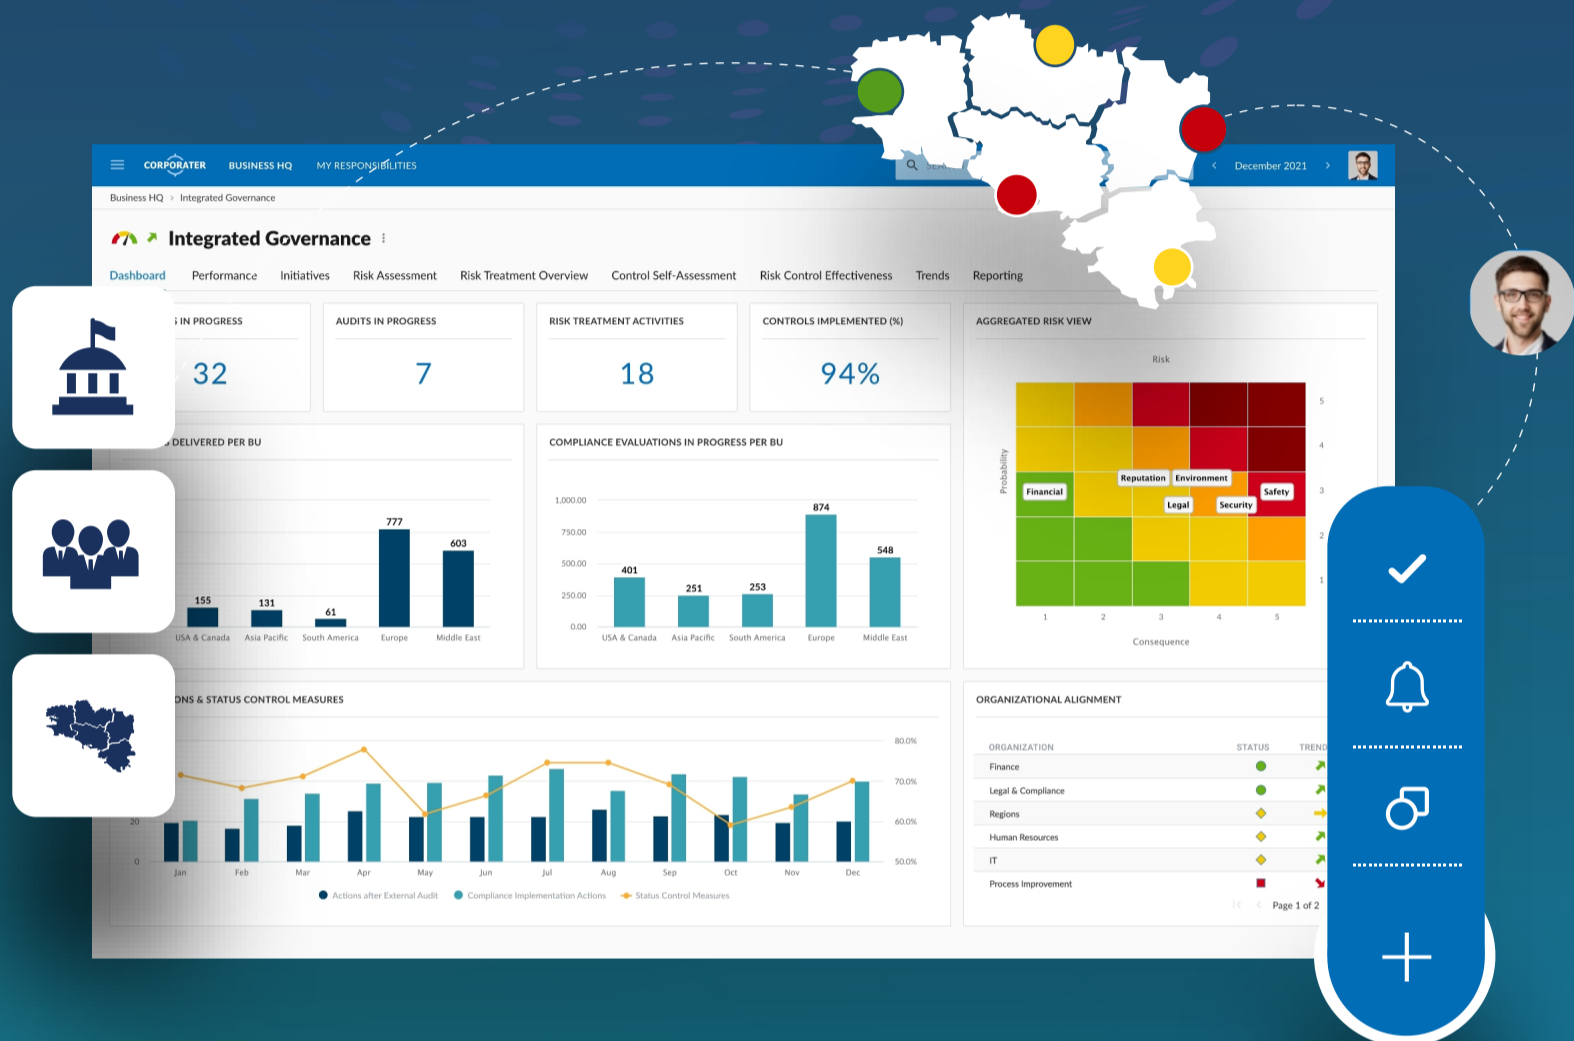 CORPORATER BUSINESS HQ MY RESPONSIBILITIES December 2021
Business HQ > Integrated Governance
Integrated Governance
Dashboard Performance Initiatives Risk Assessment Risk Treatment Overview Control Self-Assessment Risk Control Effectiveness Trends Reporting
IN PROGRESS
32
AUDITS IN PROGRESS
7
RISK TREATMENT ACTIVITIES
18
CONTROLS IMPLEMENTED (%)
94%
AGGREGATED RISK VIEW
Risk
Probability
5
4
3
2
1
Financial
Reputation
Environment
Legal
Security
Safety
1 2 3 4 5
Consequence
DELIVERED PER BU
155
131
61
777
603
USA & Canada Asia Pacific South America Europe Middle East
COMPLIANCE EVALUATIONS IN PROGRESS PER BU
1,000.00
750.00
500.00
250.00
0.00
401
251
253
874
548
USA & Canada Asia Pacific South America Europe Middle East
& STATUS CONTROL MEASURES
80.0%
70.0%
60.0%
50.0%
20
0
Jan Feb Mar Apr May Jun Jul Aug Sep Oct Nov Dec
Actions after External Audit Compliance Implementation Actions Status Control Measures
ORGANIZATIONAL ALIGNMENT
ORGANIZATION STATUS TREND
Finance
Legal & Compliance
Regions
Human Resources
IT
Process Improvement
Page 1 of 2